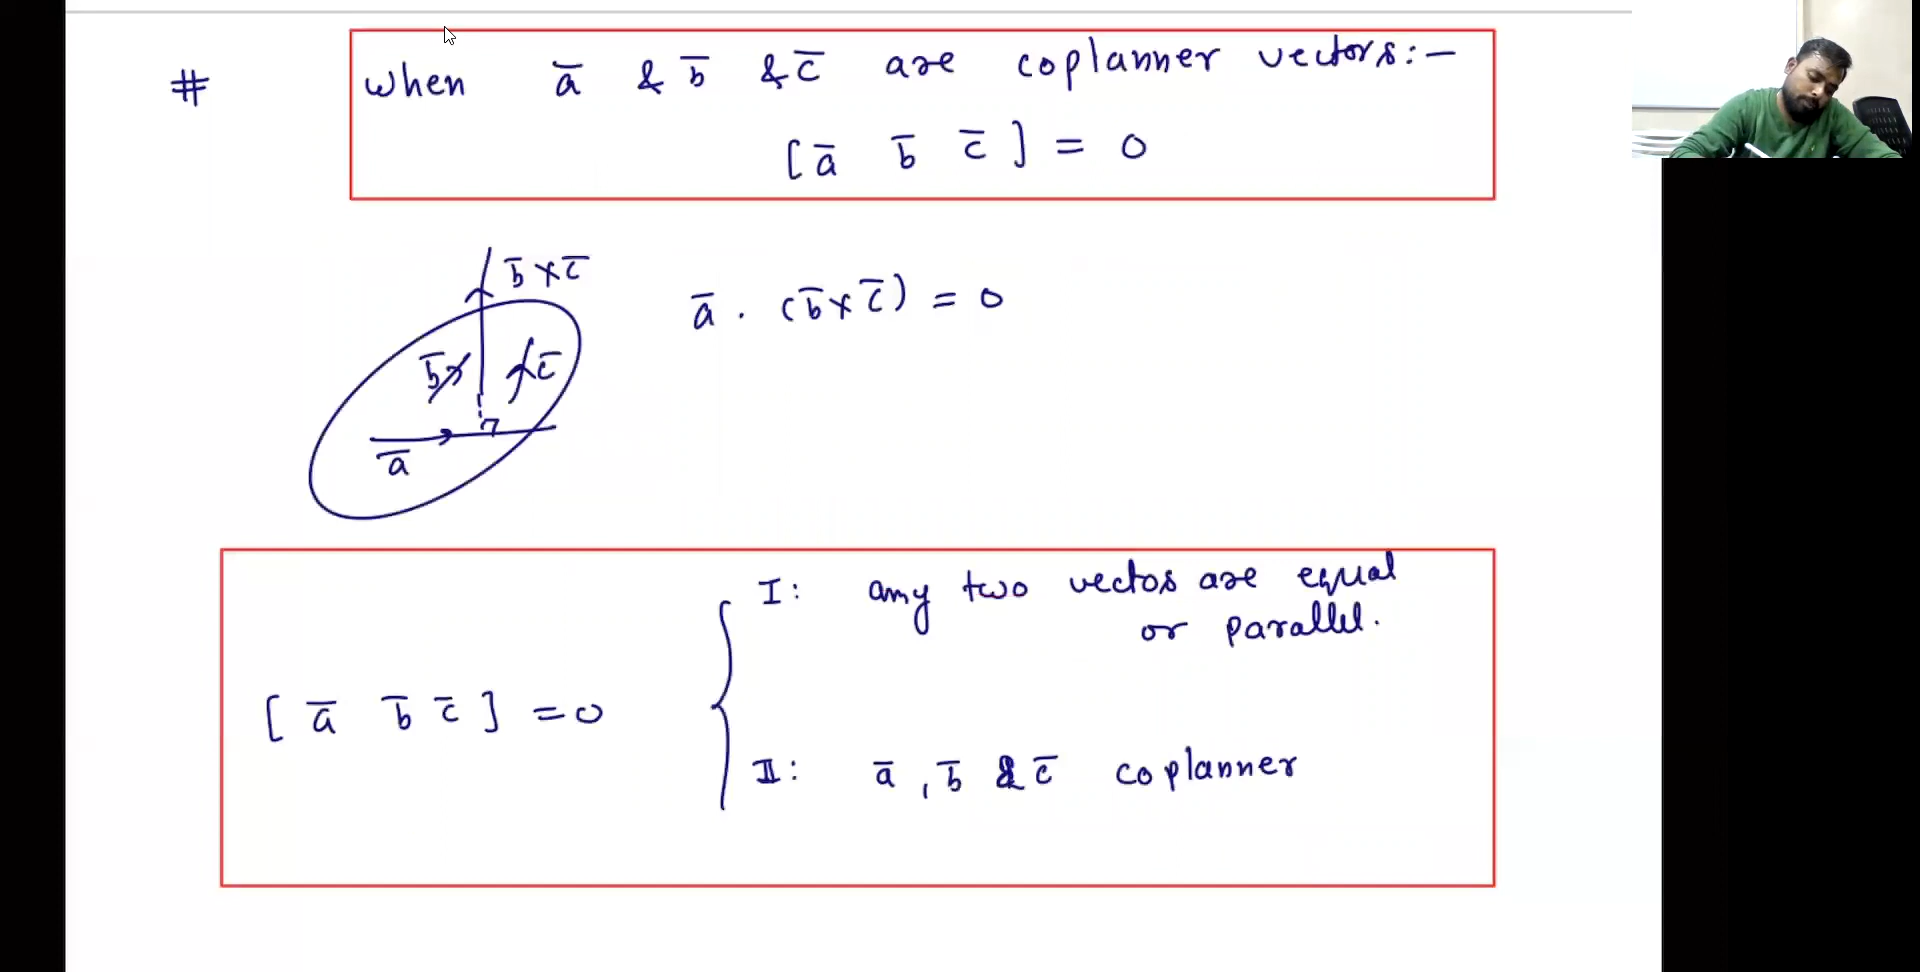 # when a̅ & b̅ & c̅ are coplanner vectors:-
[a̅ b̅ c̅] = 0
b̅×c̅
a̅ . (b̅×c̅) = 0
b̅ c̅
a̅
I: any two vectos are equal
or parallel.
[a̅ b̅ c̅] = 0
II: a̅, b̅ & c̅ coplanner